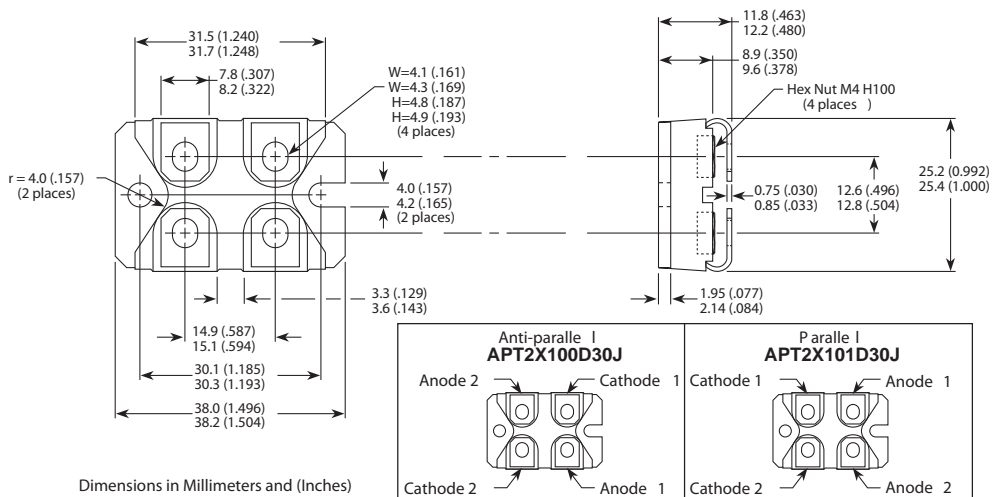 31.5 (1.240)
31.7 (1.248)
7.8 (.307)
8.2 (.322)
W=4.1 (.161)
W=4.3 (.169)
H=4.8 (.187)
H=4.9 (.193)
(4 places)
r = 4.0 (.157)
(2 places)
4.0 (.157)
4.2 (.165)
(2 places)
3.3 (.129)
3.6 (.143)
14.9 (.587)
15.1 (.594)
30.1 (1.185)
30.3 (1.193)
38.0 (1.496)
38.2 (1.504)
Dimensions in Millimeters and (Inches)
11.8 (.463)
12.2 (.480)
8.9 (.350)
9.6 (.378)
Hex Nut M4 H100
(4 places )
0.75 (.030)
0.85 (.033)
12.6 (.496)
12.8 (.504)
25.2 (0.992)
25.4 (1.000)
1.95 (.077)
2.14 (.084)
Anti-paralle l
APT2X100D30J
Anode 2
Cathode 1
Cathode 2
Anode 1
P aralle l
APT2X101D30J
Cathode 1
Anode 1
Cathode 2
Anode 2